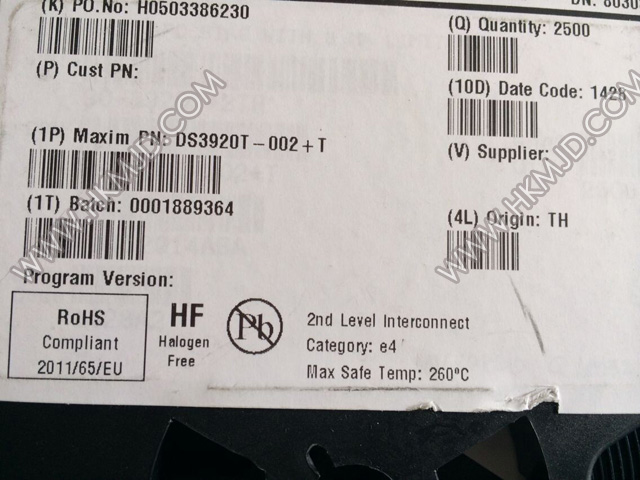 (K) PO.No: H0503386230
(Q) Quantity: 2500
(P) Cust PN:
(10D) Date Code: 1428
(1P) Maxim PN: DS3920T-002+T
(V) Supplier:
(1T) Batch: 0001889364
(4L) Origin: TH
Program Version:
RoHS
Compliant
2011/65/EU
HF
Halogen
Free
Pb
2nd Level Interconnect
Category: e4
Max Safe Temp: 260ºC
WWW.HKMJD.COM
WWW.HKMJD.COM